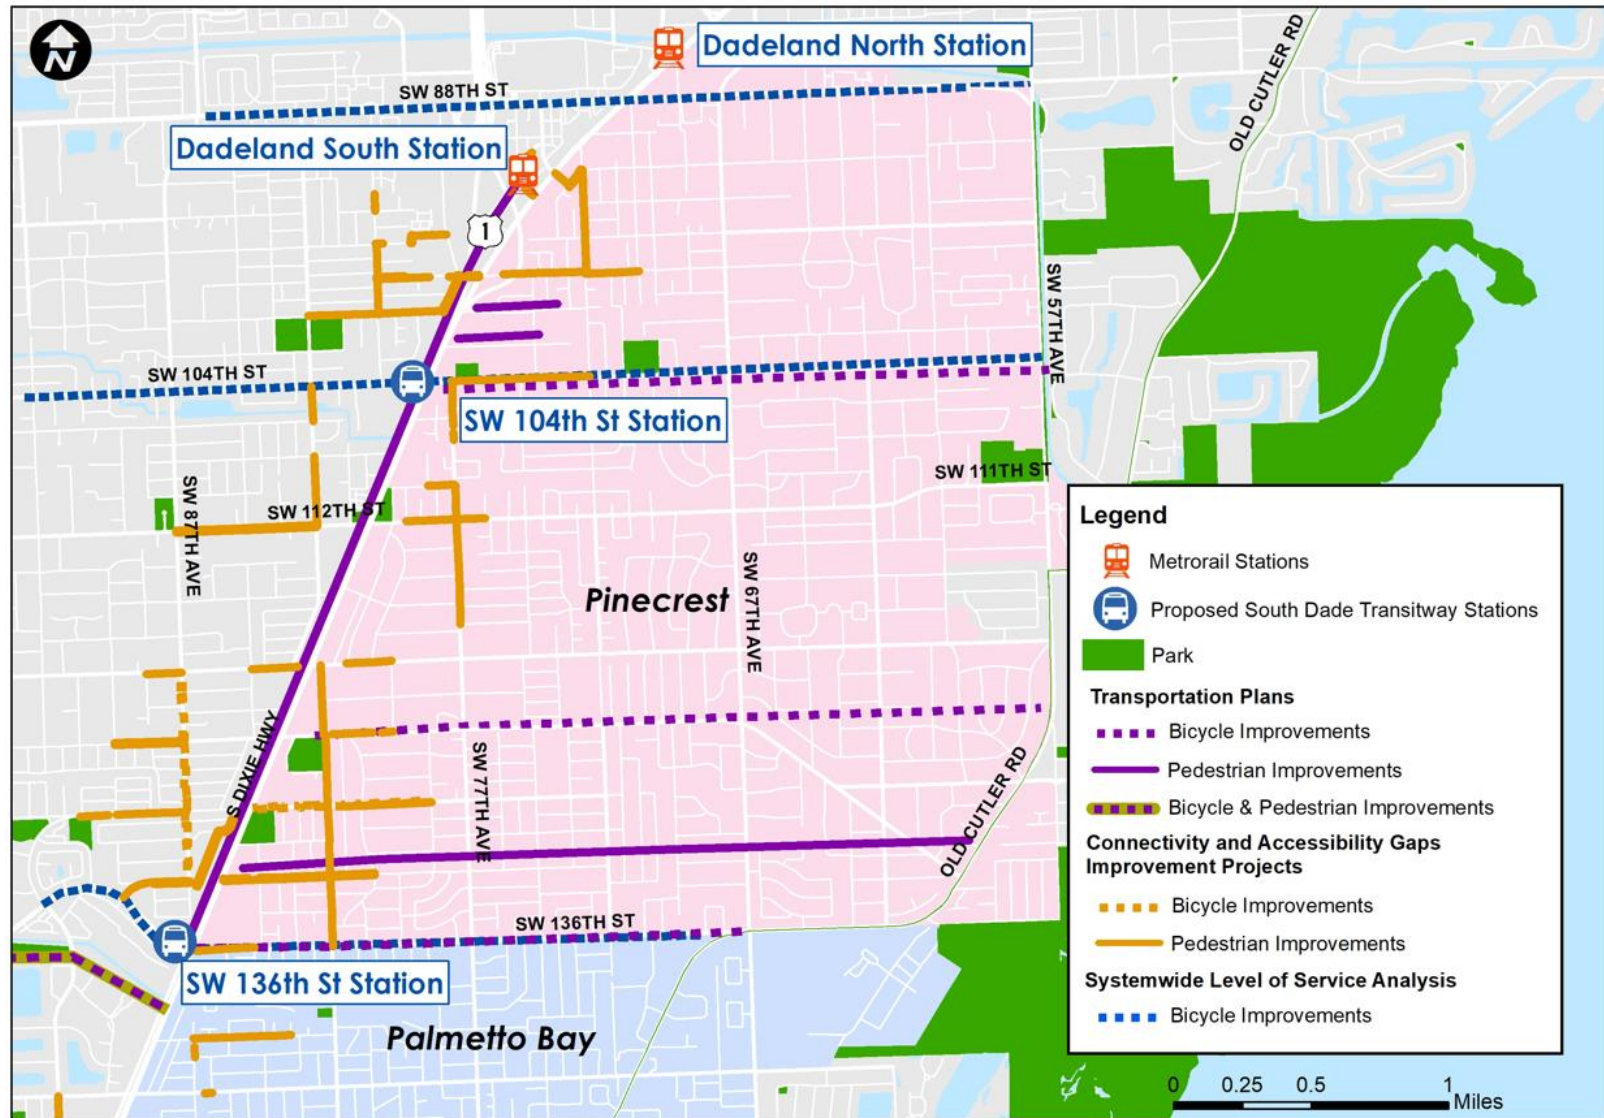 N
Dadeland North Station
OLD CUTLER RD
SW 88TH ST
Dadeland South Station
1
SW 57TH AVE
SW 104TH ST
SW 104th St Station
SW 111TH ST
SW 87TH AVE
SW 112TH ST
Pinecrest
SW 67TH AVE
S DIXIE HWY
SW 77TH AVE
OLD CUTLER RD
SW 136TH ST
SW 136th St Station
Palmetto Bay
Legend
Metrorail Stations
Proposed South Dade Transitway Stations
Park
Transportation Plans
Bicycle Improvements
Pedestrian Improvements
Bicycle & Pedestrian Improvements
Connectivity and Accessibility Gaps
Improvement Projects
Bicycle Improvements
Pedestrian Improvements
Systemwide Level of Service Analysis
Bicycle Improvements
0 0.25 0.5 1
Miles